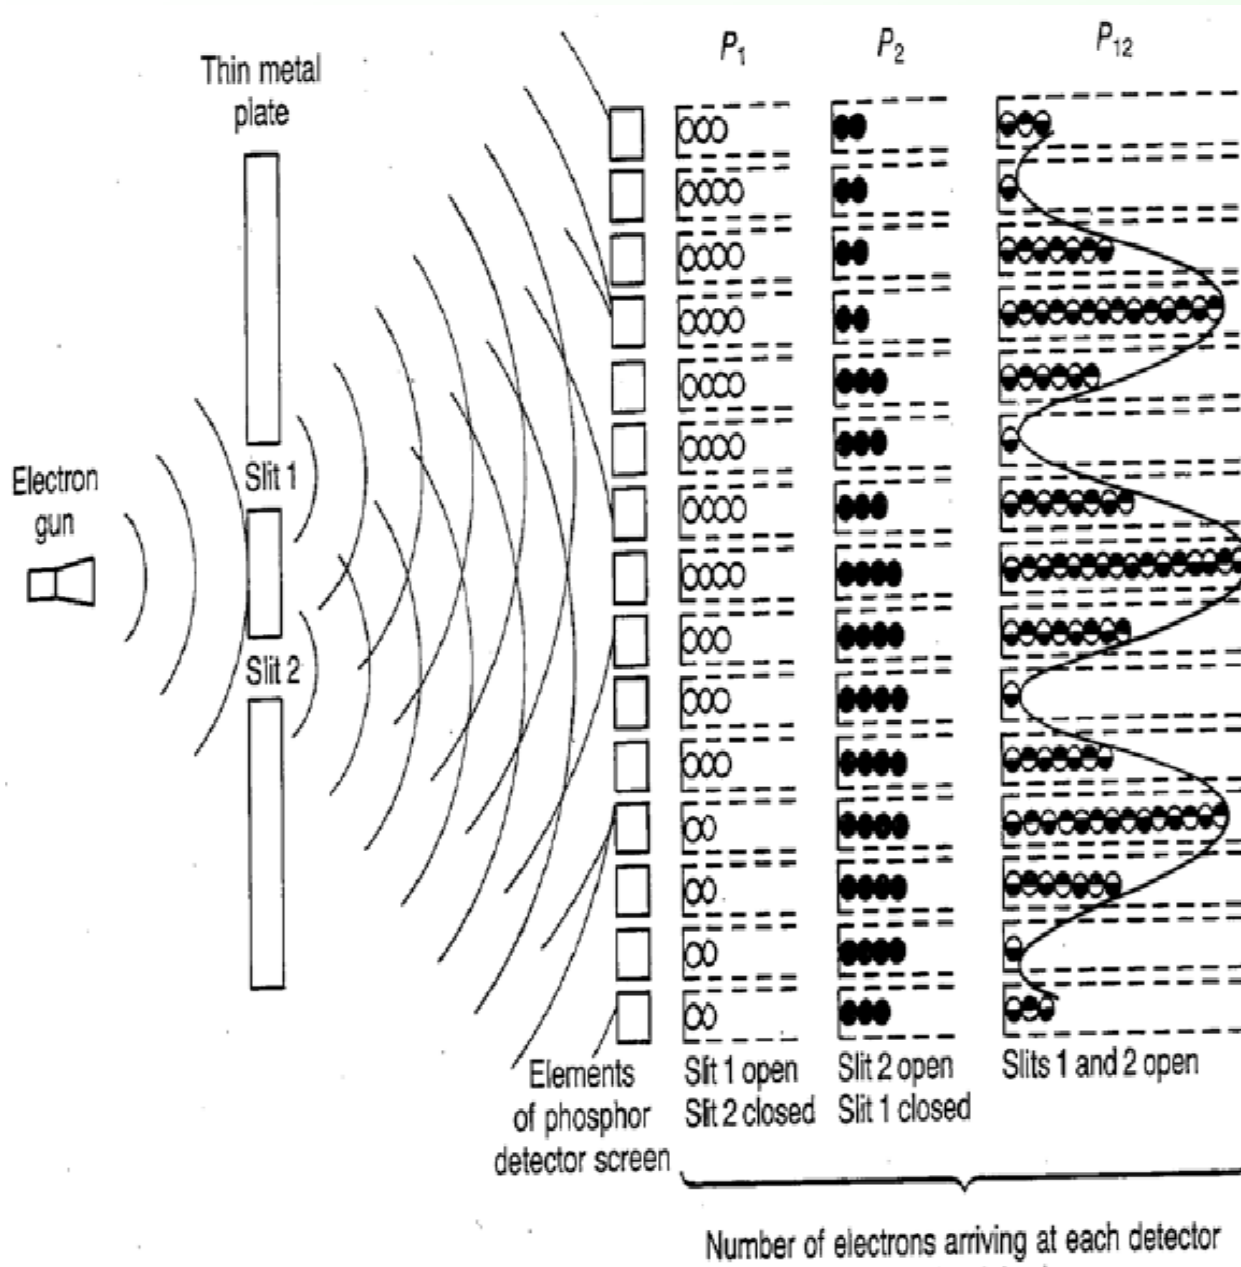 P₁
P₂
P₁₂
Thin metal
plate
Slit 1
Electron
gun
Slit 2
Elements
of phosphor
detector screen
Slit 1 open
Slit 2 closed
Slit 2 open
Slit 1 closed
Slits 1 and 2 open
Number of electrons arriving at each detector